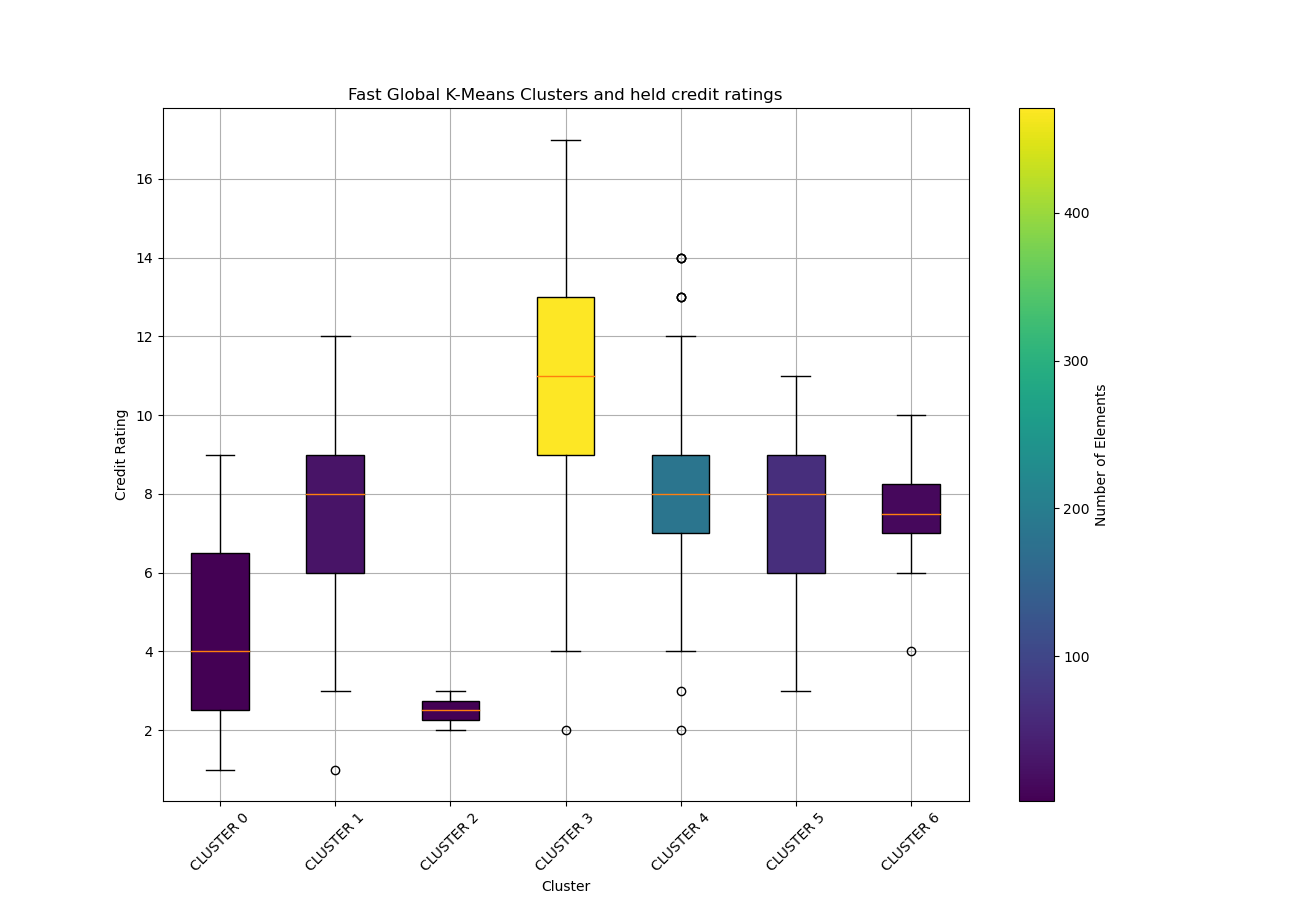 Fast Global K-Means Clusters and held credit ratings
16
14
12
10
8
6
4
2
Credit Rating
CLUSTER 0
CLUSTER 1
CLUSTER 2
CLUSTER 3
CLUSTER 4
CLUSTER 5
CLUSTER 6
Cluster
400
300
200
100
Number of Elements